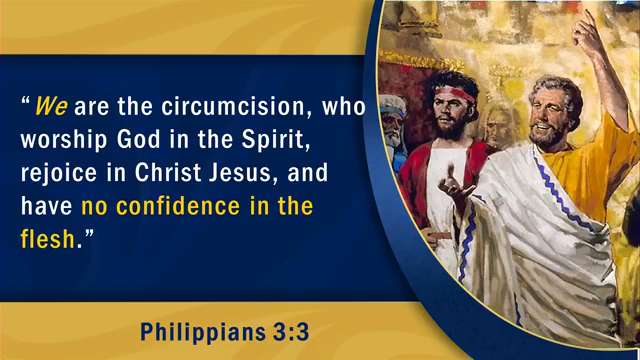 “We are the circumcision, who
worship God in the Spirit,
rejoice in Christ Jesus, and
have no confidence in the
flesh.”
Philippians 3:3